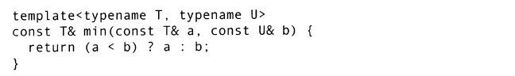 template<typename T, typename U>
const T& min(const T& a, const U& b) {
  return (a < b) ? a : b;
}